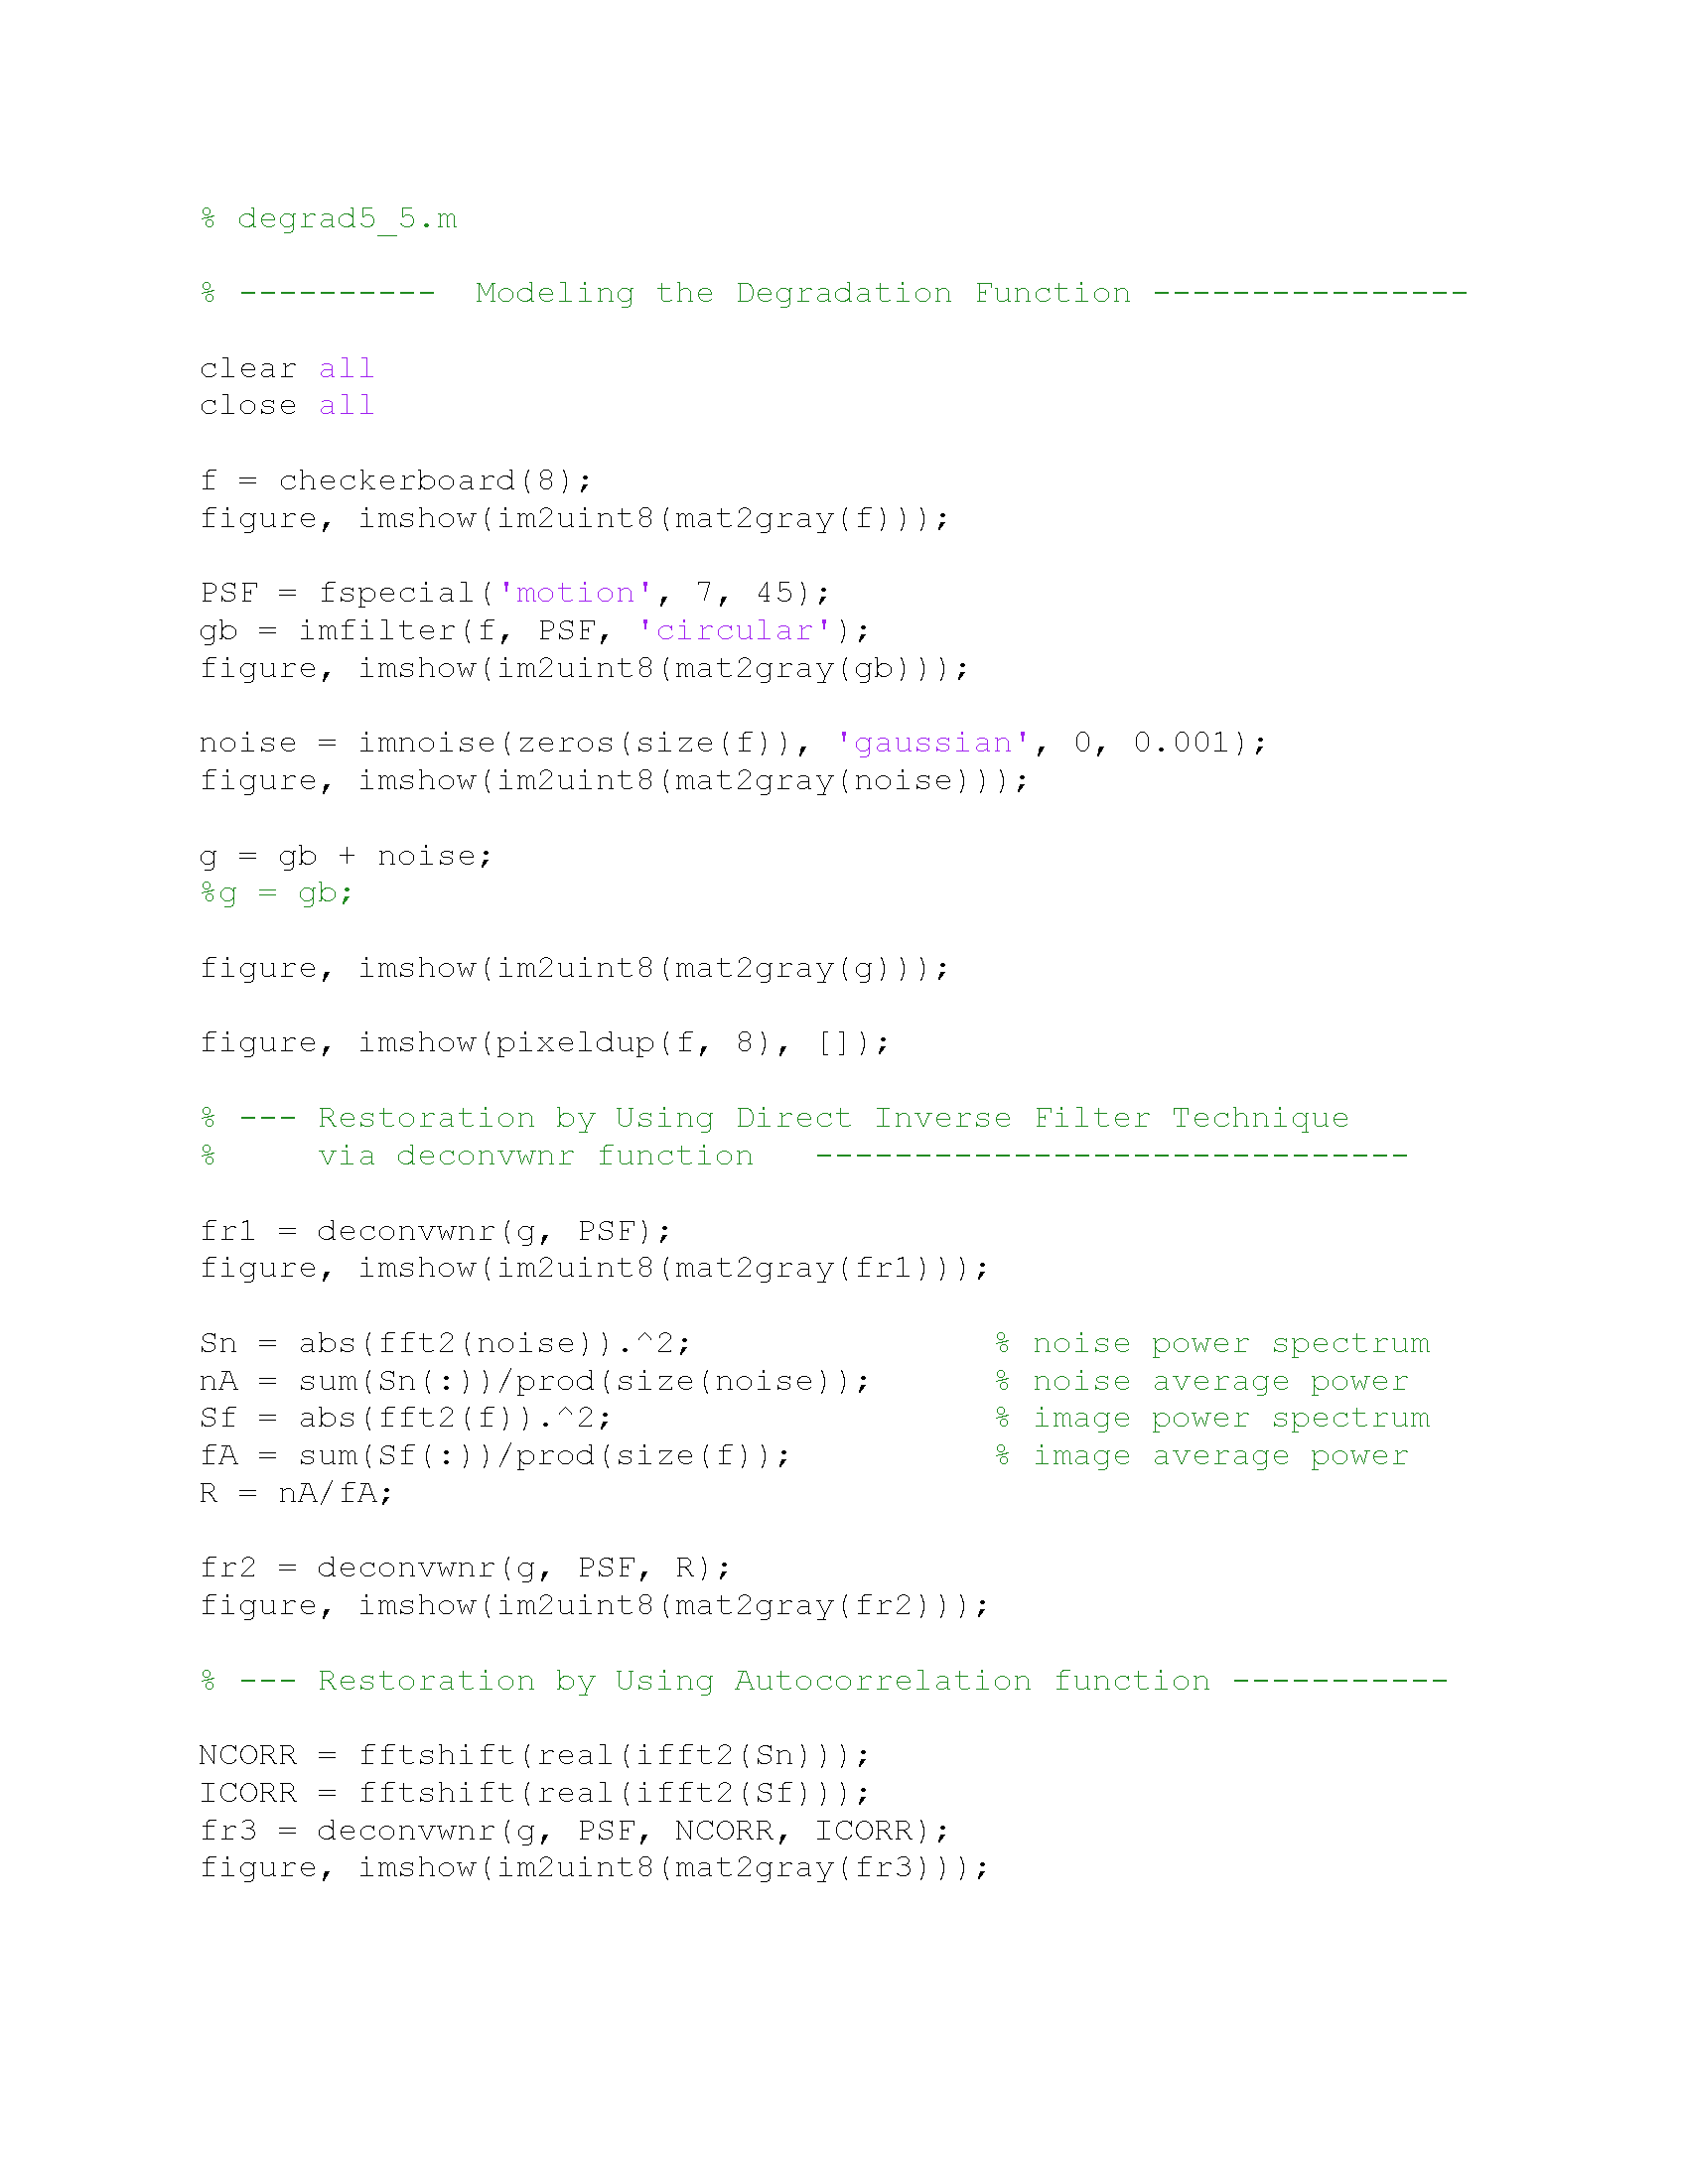 % degrad5_5.m
% ----------  Modeling the Degradation Function ----------------
clear all
close all
f = checkerboard(8);
figure, imshow(im2uint8(mat2gray(f)));
PSF = fspecial('motion', 7, 45);
gb = imfilter(f, PSF, 'circular');
figure, imshow(im2uint8(mat2gray(gb)));
noise = imnoise(zeros(size(f)), 'gaussian', 0, 0.001);
figure, imshow(im2uint8(mat2gray(noise)));
g = gb + noise;
%g = gb;
figure, imshow(im2uint8(mat2gray(g)));
figure, imshow(pixeldup(f, 8), []);
% --- Restoration by Using Direct Inverse Filter Technique
%     via deconvwnr function   ------------------------------
fr1 = deconvwnr(g, PSF);
figure, imshow(im2uint8(mat2gray(fr1)));
Sn = abs(fft2(noise)).^2;               % noise power spectrum
nA = sum(Sn(:))/prod(size(noise));      % noise average power
Sf = abs(fft2(f)).^2;                   % image power spectrum
fA = sum(Sf(:))/prod(size(f));          % image average power
R = nA/fA;
fr2 = deconvwnr(g, PSF, R);
figure, imshow(im2uint8(mat2gray(fr2)));
% --- Restoration by Using Autocorrelation function -----------
NCORR = fftshift(real(ifft2(Sn)));
ICORR = fftshift(real(ifft2(Sf)));
fr3 = deconvwnr(g, PSF, NCORR, ICORR);
figure, imshow(im2uint8(mat2gray(fr3)));